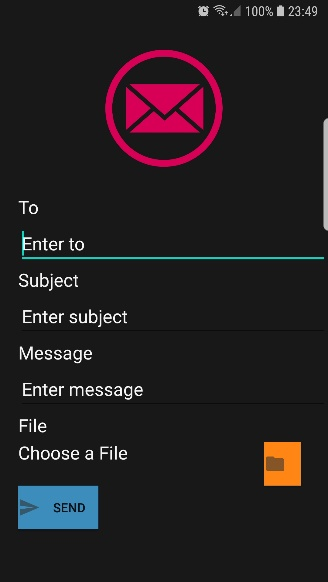 100% 23:49
To
Enter to
Subject
Enter subject
Message
Enter message
File
Choose a File
SEND